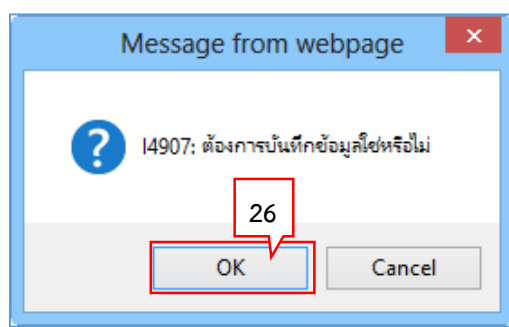 Message from webpage
I4907: ต้องการบันทึกข้อมูลใช่หรือไม่
26
OK
Cancel